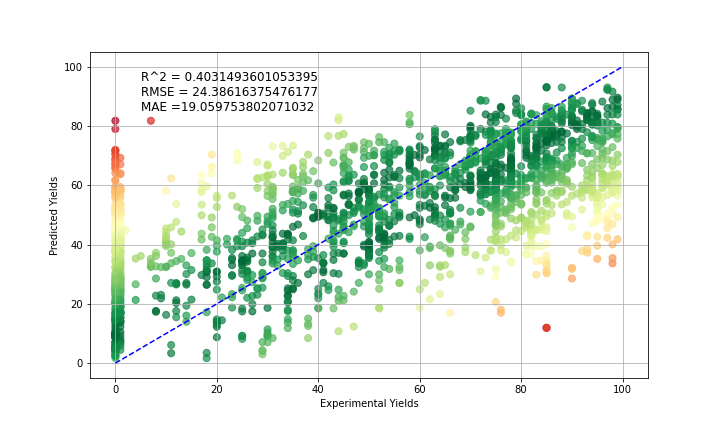 R^2 = 0.4031493601053395
RMSE = 24.38616375476177
MAE =19.059753802071032
100
80
60
40
20
0
Predicted Yields
0 20 40 60 80 100
Experimental Yields